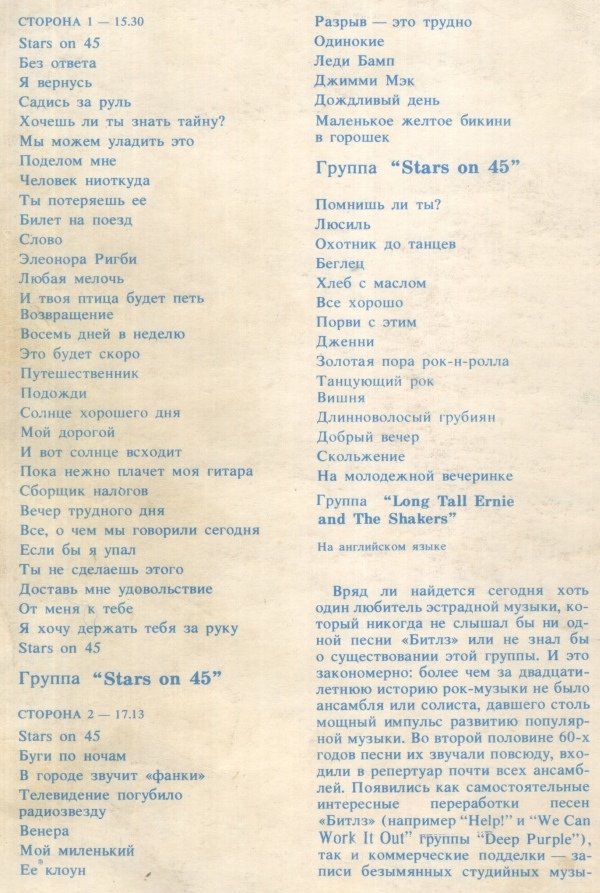 СТОРОНА 1 — 15.30
Stars on 45
Без ответа
Я вернусь
Садись за руль
Хочешь ли ты знать тайну?
Мы можем уладить это
Поделом мне
Человек ниоткуда
Ты потеряешь ее
Билет на поезд
Слово
Элеонора Ригби
Любая мелочь
И твоя птица будет петь
Возвращение
Восемь дней в неделю
Это будет скоро
Путешественник
Подожди
Солнце хорошего дня
Мой дорогой
И вот солнце всходит
Пока нежно плачет моя гитара
Сборщик налогов
Вечер трудного дня
Все, о чем мы говорили сегодня
Если бы я упал
Ты не сделаешь этого
Доставь мне удовольствие
От меня к тебе
Я хочу держать тебя за руку
Stars on 45
Группа “Stars on 45”
СТОРОНА 2 — 17.13
Stars on 45
Буги по ночам
В городе звучит «фанки»
Телевидение погубило
радиозвезду
Венера
Мой миленький
Ее клоун
Разрыв — это трудно
Одинокие
Леди Бамп
Джимми Мэк
Дождливый день
Маленькое желтое бикини
в горошек
Группа “Stars on 45”
Помнишь ли ты?
Люсиль
Охотник до танцев
Беглец
Хлеб с маслом
Все хорошо
Порви с этим
Дженни
Золотая пора рок-н-ролла
Танцующий рок
Вишня
Длинноволосый грубиян
Добрый вечер
Скольжение
На молодежной вечеринке
Группа “Long Tall Ernie
and The Shakers”
На английском языке
Вряд ли найдется сегодня хоть
один любитель эстрадной музыки, ко-
торый никогда не слышал бы ни од-
ной песни «Битлз» или не знал бы
о существовании этой группы. И это
закономерно: более чем за двадцати-
летнюю историю рок-музыки не было
ансамбля или солиста, давшего столь
мощный импульс развитию популяр-
ной музыки. Во второй половине 60-х
годов песни их звучали повсюду, вхо-
дили в репертуар почти всех ансамб-
лей. Появились как самостоятельные
интересные переработки песен
«Битлз» (например “Help!” и “We Can
Work It Out” группы “Deep Purple”),
так и коммерческие подделки — за-
писи безымянных студийных музы-